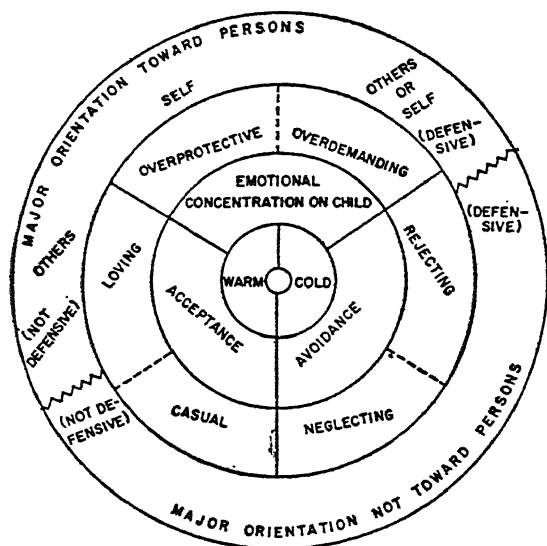 MAJOR ORIENTATION TOWARD PERSONS
SELF
OTHERS
OR
SELF
(DEFEN-
SIVE)
(DEFEN-
SIVE)
OVERPROTECTIVE
OVERDEMANDING
EMOTIONAL
CONCENTRATION ON CHILD
OTHERS
LOVING
REJECTING
WARM
COLD
ACCEPTANCE
AVOIDANCE
(NOT
DEFENSIVE)
(NOT DE-
FENSIVE)
CASUAL
NEGLECTING
MAJOR ORIENTATION NOT TOWARD PERSONS